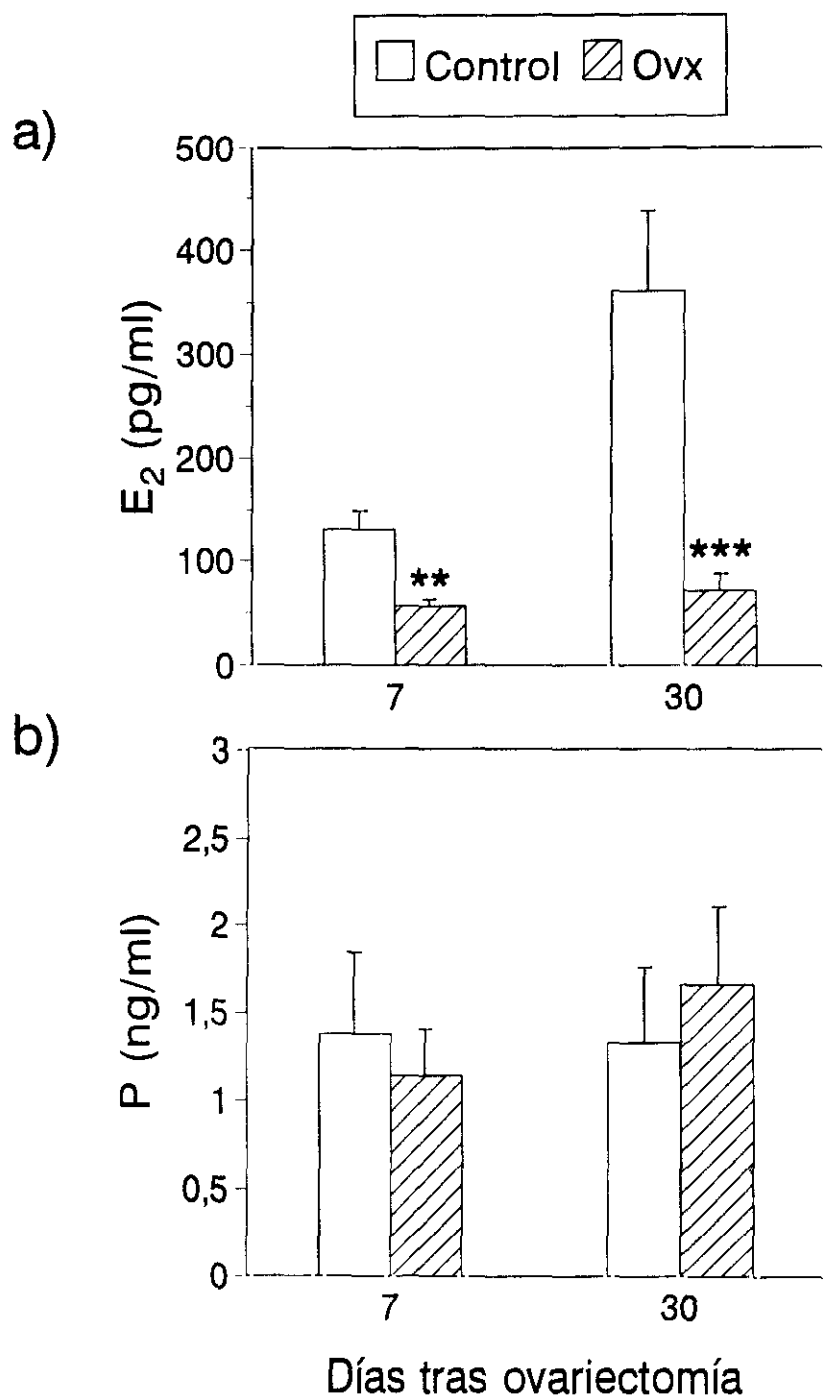 Control Ovx
a)
500
400
300
200
100
0
E₂ (pg/ml)
**
***
7 30
b)
3
2,5
2
1,5
1
0,5
0
P (ng/ml)
7 30
Días tras ovariectomía